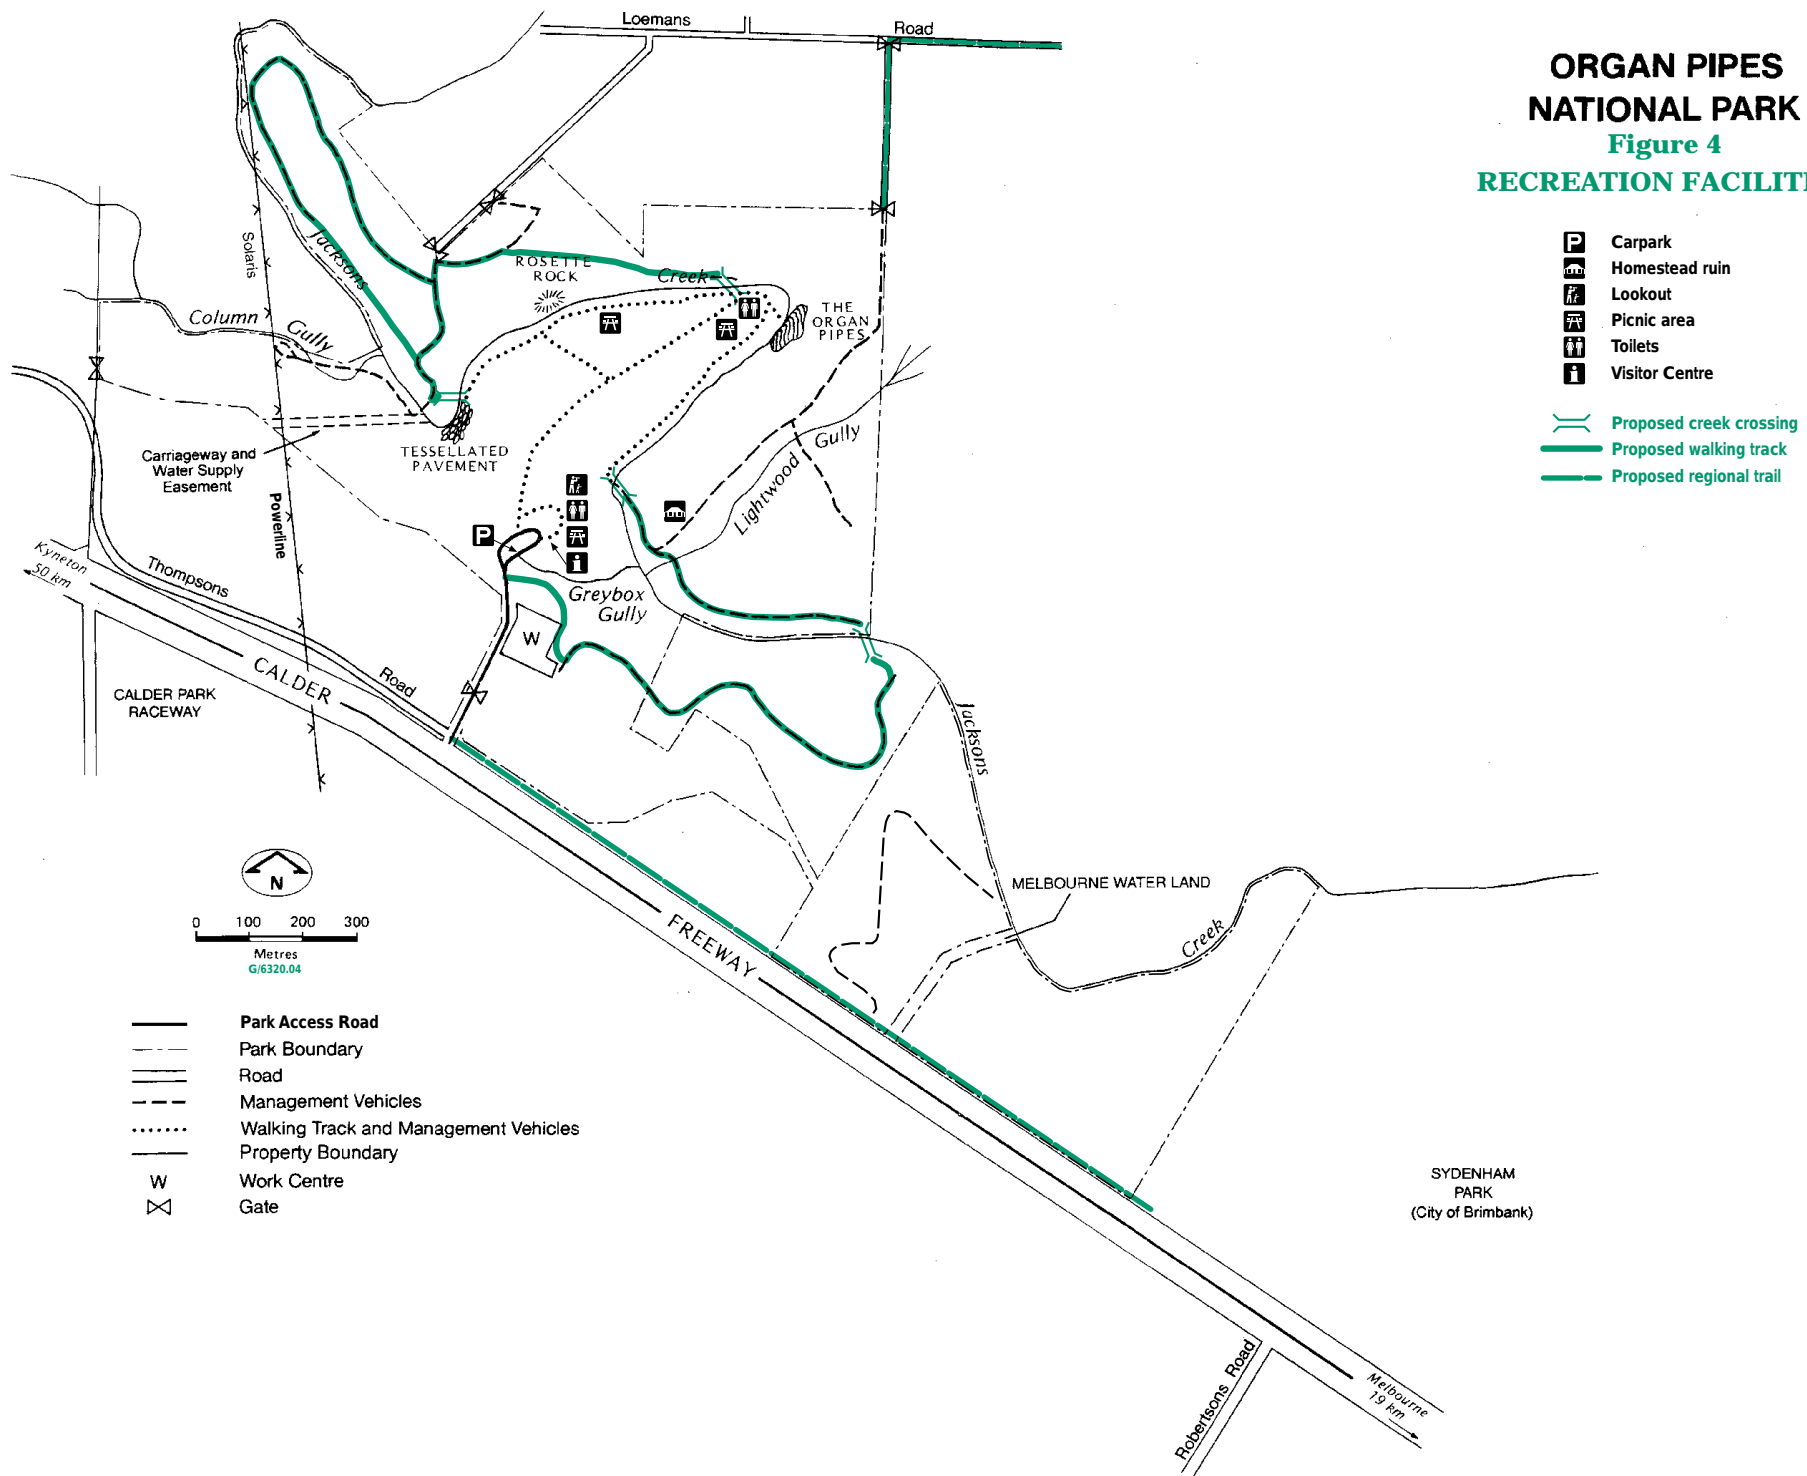 Loemans
Road
ORGAN PIPES
NATIONAL PARK
Figure 4
RECREATION FACILITI
P Carpark
Homestead ruin
Lookout
Picnic area
Toilets
i Visitor Centre
Proposed creek crossing
Proposed walking track
Proposed regional trail
Solaris
Jacksons
ROSETTE
ROCK
Creek
THE
ORGAN
PIPES
Column
Gully
TESSELLATED
PAVEMENT
Carriageway and
Water Supply
Easement
Powerline
Lightwood
Gully
P
i
Greybox
Gully
W
Kyneton
50 km
Thompsons
Road
CALDER
FREEWAY
CALDER PARK
RACEWAY
Jacksons
Creek
MELBOURNE WATER LAND
N
0 100 200 300
Metres
G/6320.04
Park Access Road
Park Boundary
Road
Management Vehicles
Walking Track and Management Vehicles
Property Boundary
W Work Centre
Gate
SYDENHAM
PARK
(City of Brimbank)
Robertsons Road
Melbourne
19 km